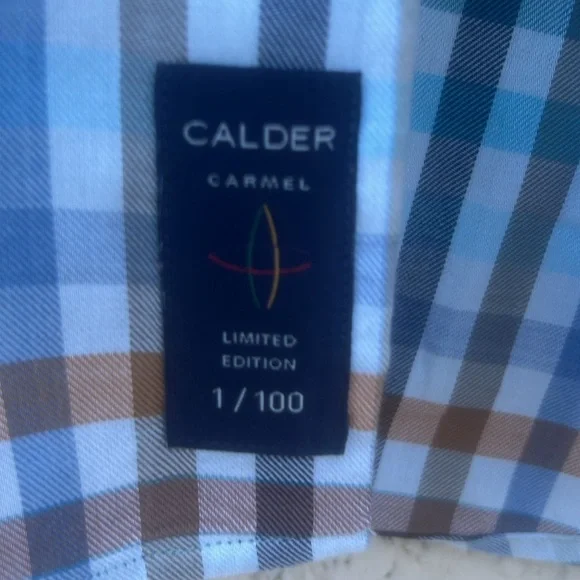 CALDER
CARMEL
LIMITED
EDITION
1 / 100